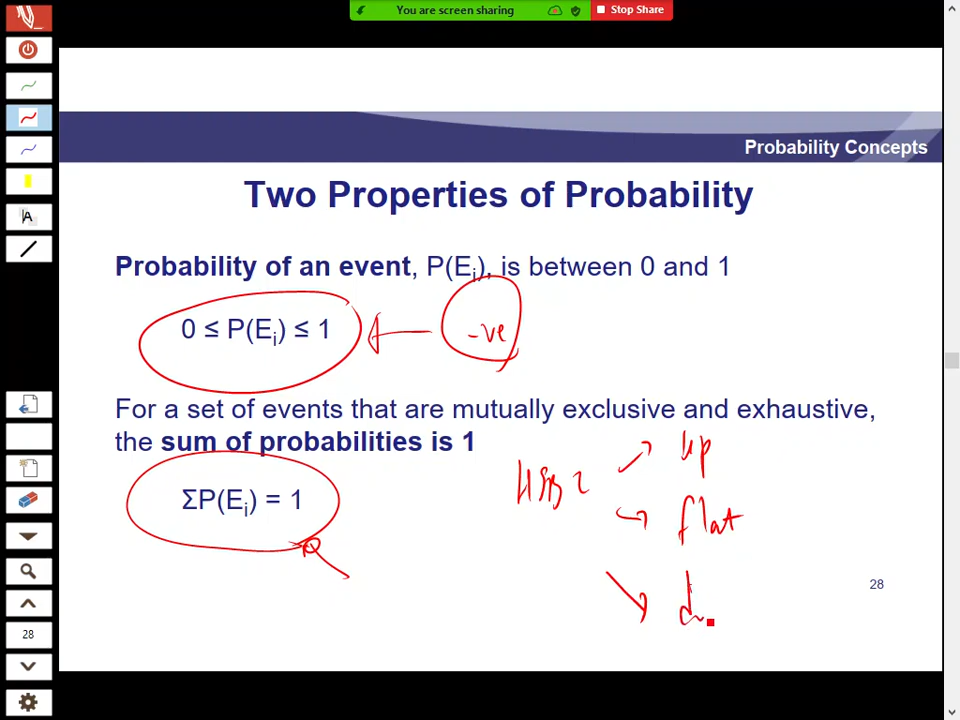 You are screen sharing
Stop Share
Probability Concepts
Two Properties of Probability
Probability of an event, P(Ei), is between 0 and 1
0 ≤ P(Ei) ≤ 1
-ve
For a set of events that are mutually exclusive and exhaustive,
the sum of probabilities is 1
up
ΣP(Ei) = 1
flat
28
A
28